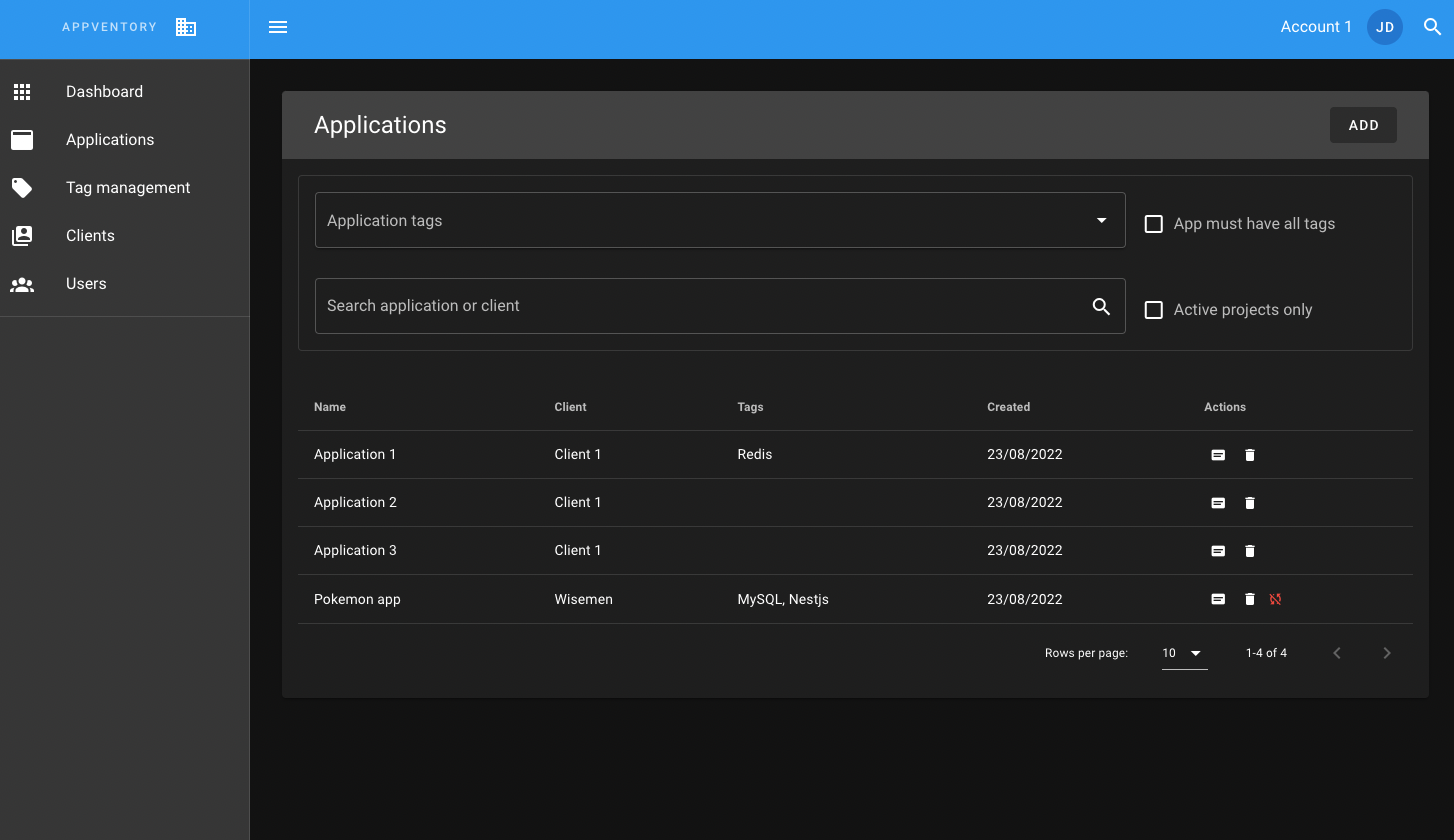 APPVENTORY
Account 1 JD
Dashboard
Applications
Tag management
Clients
Users
Applications ADD
Application tags App must have all tags
Search application or client Active projects only
Name Client Tags Created Actions
Application 1 Client 1 Redis 23/08/2022
Application 2 Client 1 23/08/2022
Application 3 Client 1 23/08/2022
Pokemon app Wisemen MySQL, Nestjs 23/08/2022
Rows per page: 10 1-4 of 4